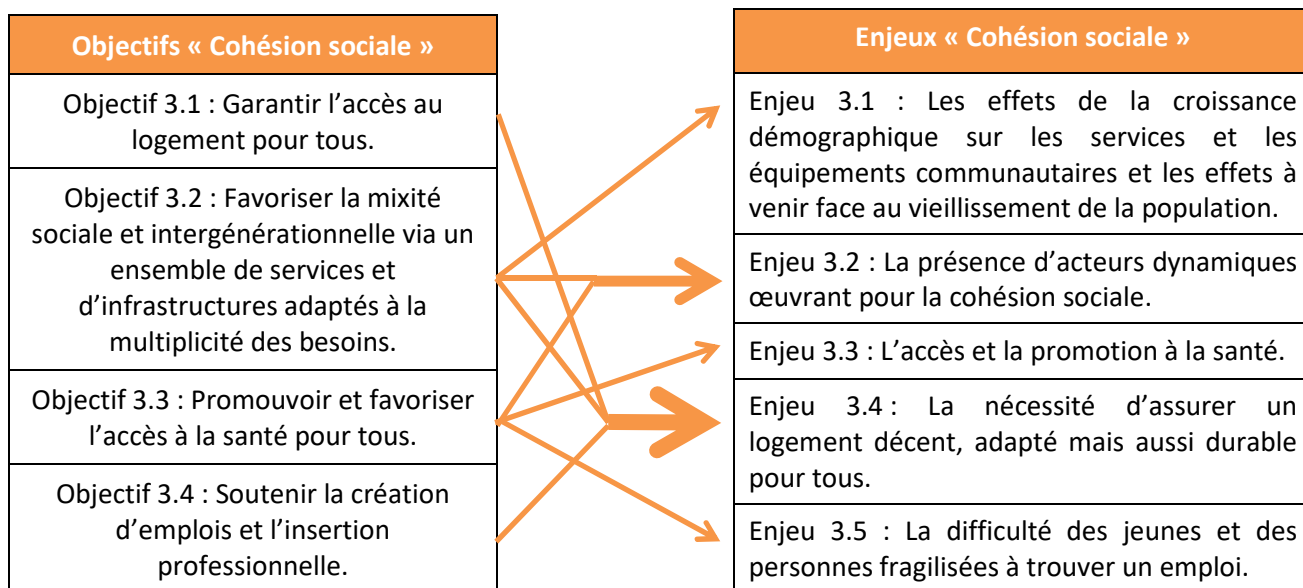 Objectifs « Cohésion sociale »
Objectif 3.1 : Garantir l’accès au
logement pour tous.
Objectif 3.2 : Favoriser la mixité
sociale et intergénérationnelle via un
ensemble de services et
d’infrastructures adaptés à la
multiplicité des besoins.
Objectif 3.3 : Promouvoir et favoriser
l’accès à la santé pour tous.
Objectif 3.4 : Soutenir la création
d’emplois et l’insertion
professionnelle.
Enjeux « Cohésion sociale »
Enjeu 3.1 : Les effets de la croissance
démographique sur les services et les
équipements communautaires et les effets à
venir face au vieillissement de la population.
Enjeu 3.2 : La présence d’acteurs dynamiques
œuvrant pour la cohésion sociale.
Enjeu 3.3 : L’accès et la promotion à la santé.
Enjeu 3.4 : La nécessité d’assurer un
logement décent, adapté mais aussi durable
pour tous.
Enjeu 3.5 : La difficulté des jeunes et des
personnes fragilisées à trouver un emploi.